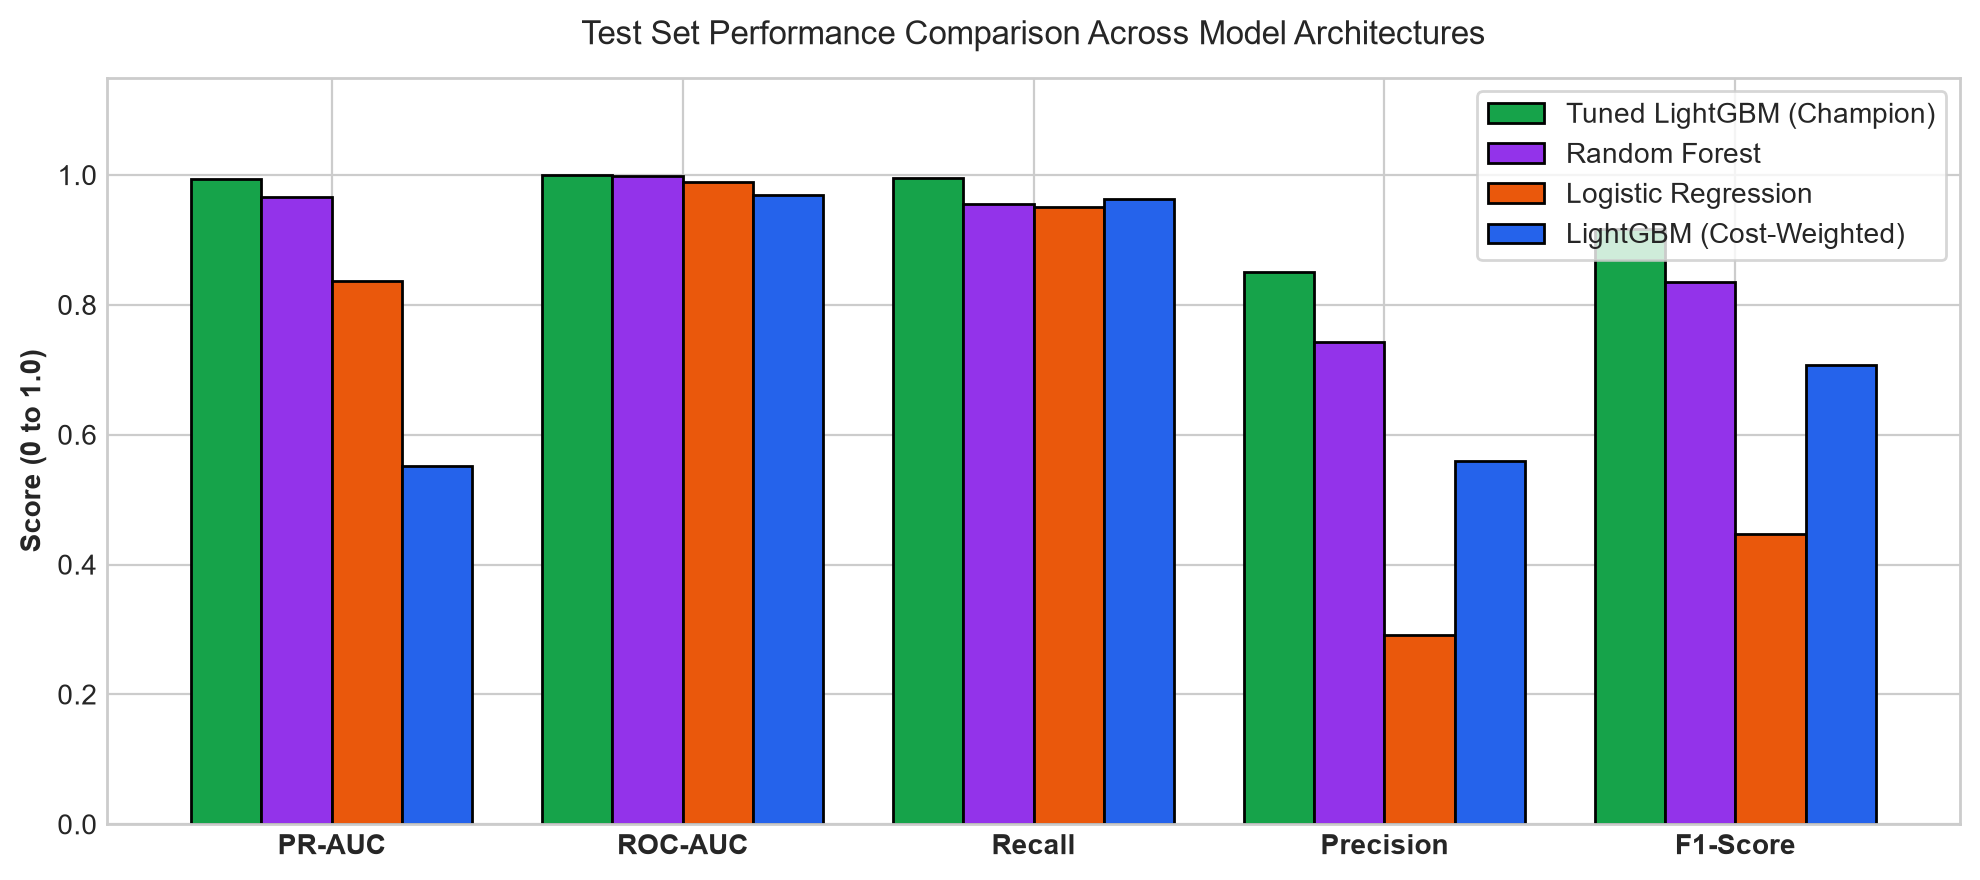 Test Set Performance Comparison Across Model Architectures
Tuned LightGBM (Champion)
Random Forest
Logistic Regression
LightGBM (Cost-Weighted)
Score (0 to 1.0)
1.0
0.8
0.6
0.4
0.2
0.0
PR-AUC ROC-AUC Recall Precision F1-Score